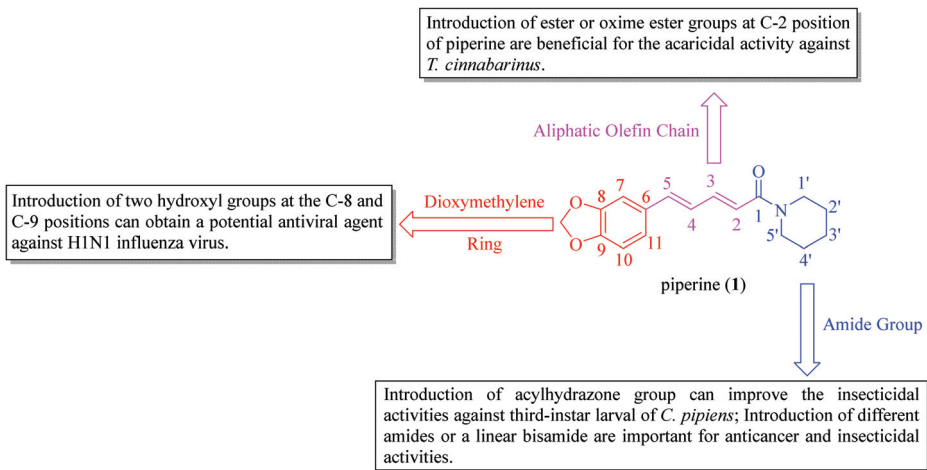 Introduction of ester or oxime ester groups at C-2 position
of piperine are beneficial for the acaricidal activity against
T. cinnabarinus.
Aliphatic Olefin Chain
Introduction of two hydroxyl groups at the C-8 and
C-9 positions can obtain a potential antiviral agent
against H1N1 influenza virus.
Dioxymethylene
Ring
O
O
7
8
6
9
10
11
5
4
3
2
O
1
N
1'
2'
3'
4'
5'
piperine (1)
Amide Group
Introduction of acylhydrazone group can improve the insecticidal
activities against third-instar larval of C. pipiens; Introduction of different
amides or a linear bisamide are important for anticancer and insecticidal
activities.